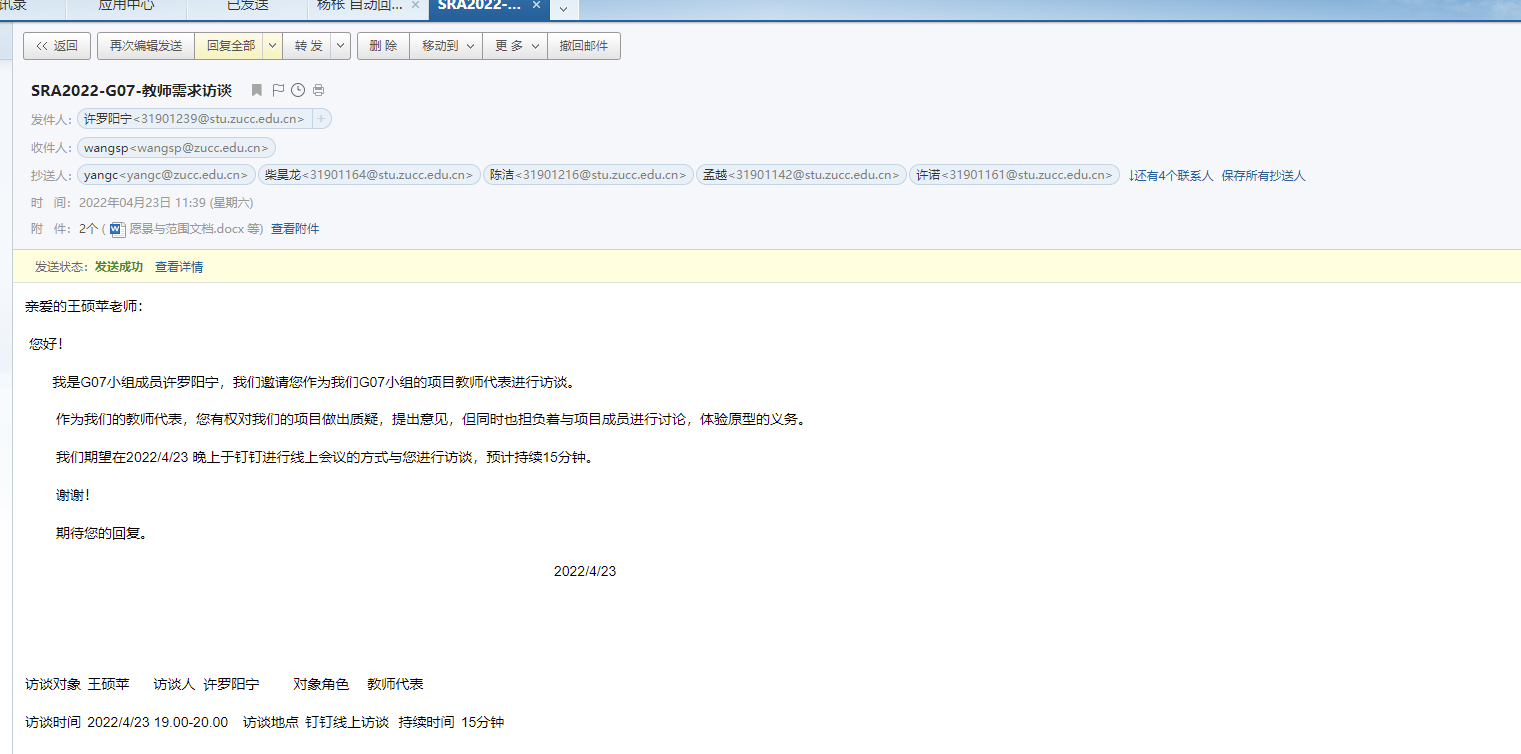 讯录 应用中心 已发送 杨枨 自动回... × SRA2022-... ×
<< 返回 再次编辑发送 回复全部 转 发 删 除 移动到 更 多 撤回邮件
SRA2022-G07-教师需求访谈
发件人： 许罗阳宁<31901239@stu.zucc.edu.cn> +
收件人： wangsp<wangsp@zucc.edu.cn>
抄送人： yangc<yangc@zucc.edu.cn> 柴昊龙<31901164@stu.zucc.edu.cn> 陈洁<31901216@stu.zucc.edu.cn> 孟越<31901142@stu.zucc.edu.cn> 许诺<31901161@stu.zucc.edu.cn> ↓还有4个联系人 保存所有抄送人
时 间： 2022年04月23日 11:39 (星期六)
附 件： 2个 ( 愿景与范围文档.docx 等) 查看附件
发送状态： 发送成功 查看详情
亲爱的王硕苹老师：
您好！
我是G07小组成员许罗阳宁，我们邀请您作为我们G07小组的项目教师代表进行访谈。
作为我们的教师代表，您有权对我们的项目做出质疑，提出意见，但同时也担负着与项目成员进行讨论，体验原型的义务。
我们期望在2022/4/23 晚上于钉钉进行线上会议的方式与您进行访谈，预计持续15分钟。
谢谢！
期待您的回复。
2022/4/23
访谈对象 王硕苹 访谈人 许罗阳宁 对象角色 教师代表
访谈时间 2022/4/23 19.00-20.00 访谈地点 钉钉线上访谈 持续时间 15分钟